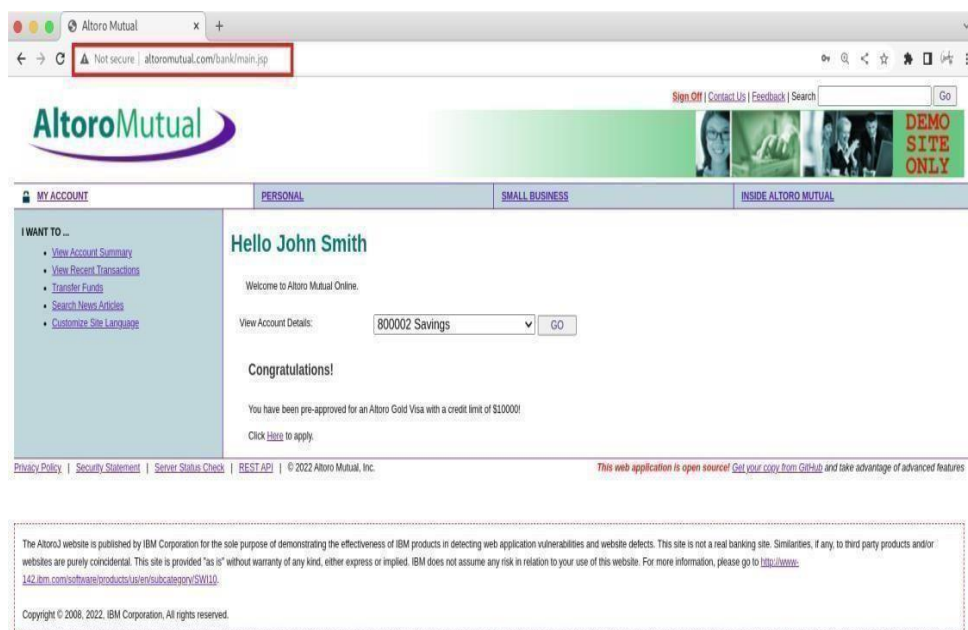 Altoro Mutual
Not secure | altoromutual.com/bank/main.jsp
Sign Off | Contact Us | Feedback | Search
Go
AltoroMutual
DEMO
SITE
ONLY
MY ACCOUNT
PERSONAL
SMALL BUSINESS
INSIDE ALTORO MUTUAL
I WANT TO ...
View Account Summary
View Recent Transactions
Transfer Funds
Search News Articles
Customize Site Language
Hello John Smith
Welcome to Altoro Mutual Online.
View Account Details:
800002 Savings
GO
Congratulations!
You have been pre-approved for an Altoro Gold Visa with a credit limit of $10000!
Click Here to apply.
Privacy Policy | Security Statement | Server Status Check | REST API | © 2022 Altoro Mutual, Inc.
This web application is open source! Get your copy from GitHub and take advantage of advanced features
The AltoroJ website is published by IBM Corporation for the sole purpose of demonstrating the effectiveness of IBM products in detecting web application vulnerabilities and website defects. This site is not a real banking site. Similarities, if any, to third party products and/or
websites are purely coincidental. This site is provided "as is" without warranty of any kind, either express or implied. IBM does not assume any risk in relation to your use of this website. For more information, please go to http://www-
142.ibm.com/software/products/us/en/subcategory/SWI10.
Copyright © 2008, 2022, IBM Corporation, All rights reserved.